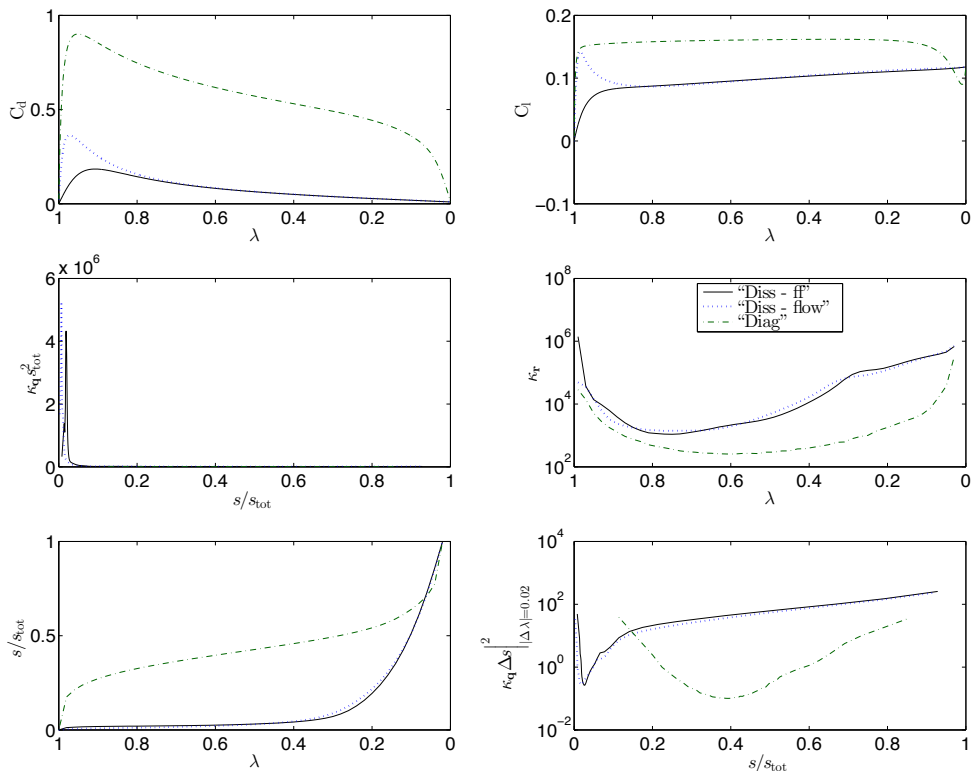 C_d
1
0.5
0
1 0.8 0.6 0.4 0.2 0
λ
C_l
0.2
0.1
0
−0.1
1 0.8 0.6 0.4 0.2 0
λ
x 10^6
κ_q s²_tot
6
4
2
0
0 0.2 0.4 0.6 0.8 1
s/s_tot
κ_r
10^8
10^6
10^4
10^2
"Diss - ff"
"Diss - flow"
"Diag"
1 0.8 0.6 0.4 0.2 0
λ
s/s_tot
1
0.5
0
1 0.8 0.6 0.4 0.2 0
λ
κ_q Δs|²_|Δλ|=0.02
10^4
10^2
10^0
10^−2
0 0.2 0.4 0.6 0.8 1
s/s_tot